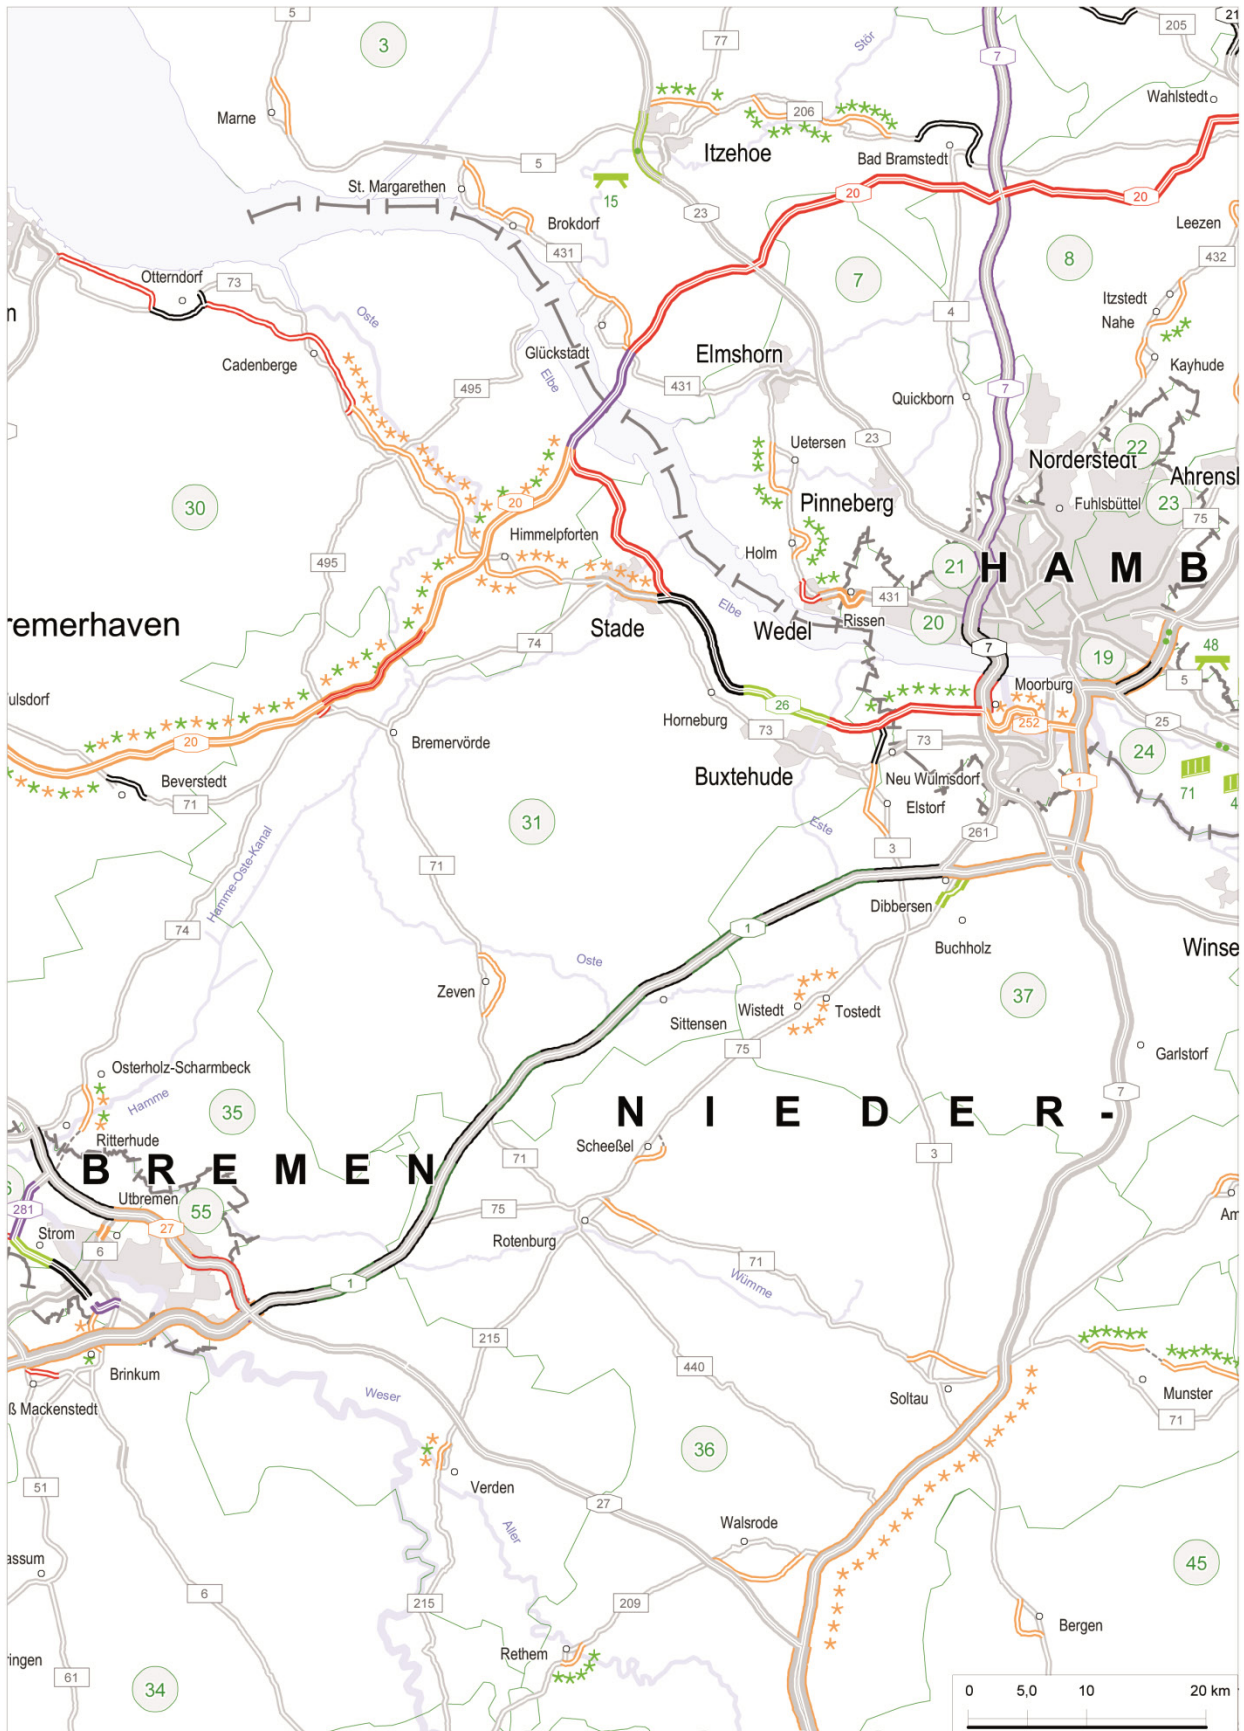 5
3
77
Stör
7
205
21
Marne
206
Wahlstedt
Itzehoe
Bad Bramstedt
5
St. Margarethen
15
20
20
23
Brokdorf
Leezen
431
8
432
Otterndorf
73
7
Itzstedt
n
Oste
4
Nahe
Cadenberge
Glückstadt
Elmshorn
Kayhude
Elbe
495
431
7
Quickborn
23
Uetersen
22
Norderstedt
Ahrensl
30
20
Pinneberg
Fuhlsbüttel
23
75
Himmelpforten
Holm
495
21
H A M B
431
Elbe
remerhaven
Stade
Wedel
Rissen
20
74
7
19
48
ulsdorf
Moorburg
5
26
Horneburg
252
25
20
Bremervörde
73
73
24
Beverstedt
Buxtehude
Neu Wulmsdorf
71
1
71
4
Elstorf
31
Este
261
3
71
Hamme-Oste-Kanal
Dibbersen
74
1
Buchholz
Winse
Oste
Zeven
37
Sittensen
Wistedt
Tostedt
75
Garlstorf
Osterholz-Scharmbeck
7
Hamme
35
N I E D E R -
Ritterhude
Scheeßel
3
71
B R E M E N
6
Utbremen
281
55
Am
27
75
Strom
6
Rotenburg
71
1
Wümme
215
440
Brinkum
Weser
Soltau
Munster
ß Mackenstedt
71
36
51
Verden
27
Aller
Walsrode
assum
45
6
215
209
Bergen
Rethem
ringen
61
34
0 5,0 10 20 km